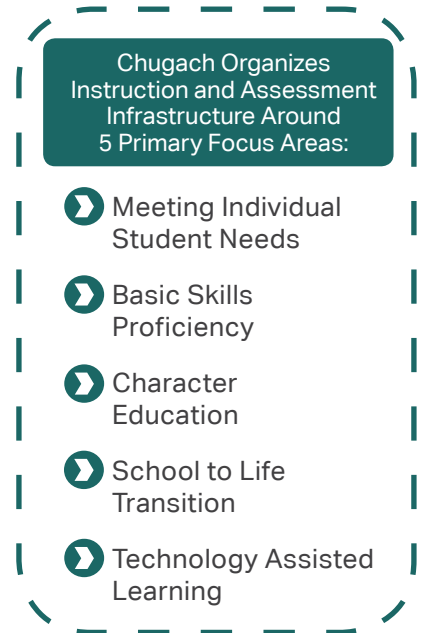 Chugach Organizes
Instruction and Assessment
Infrastructure Around
5 Primary Focus Areas:
Meeting Individual
Student Needs
Basic Skills
Proficiency
Character
Education
School to Life
Transition
Technology Assisted
Learning